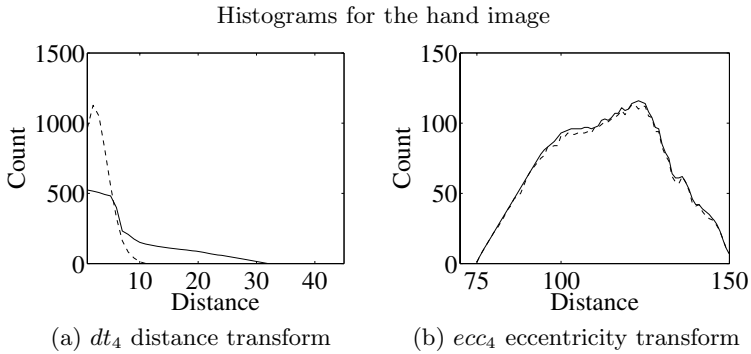 Histograms for the hand image
1500
1000
500
0
Count
10 20 30 40
Distance
(a) dt₄ distance transform
150
100
50
0
Count
75 100 150
Distance
(b) ecc₄ eccentricity transform